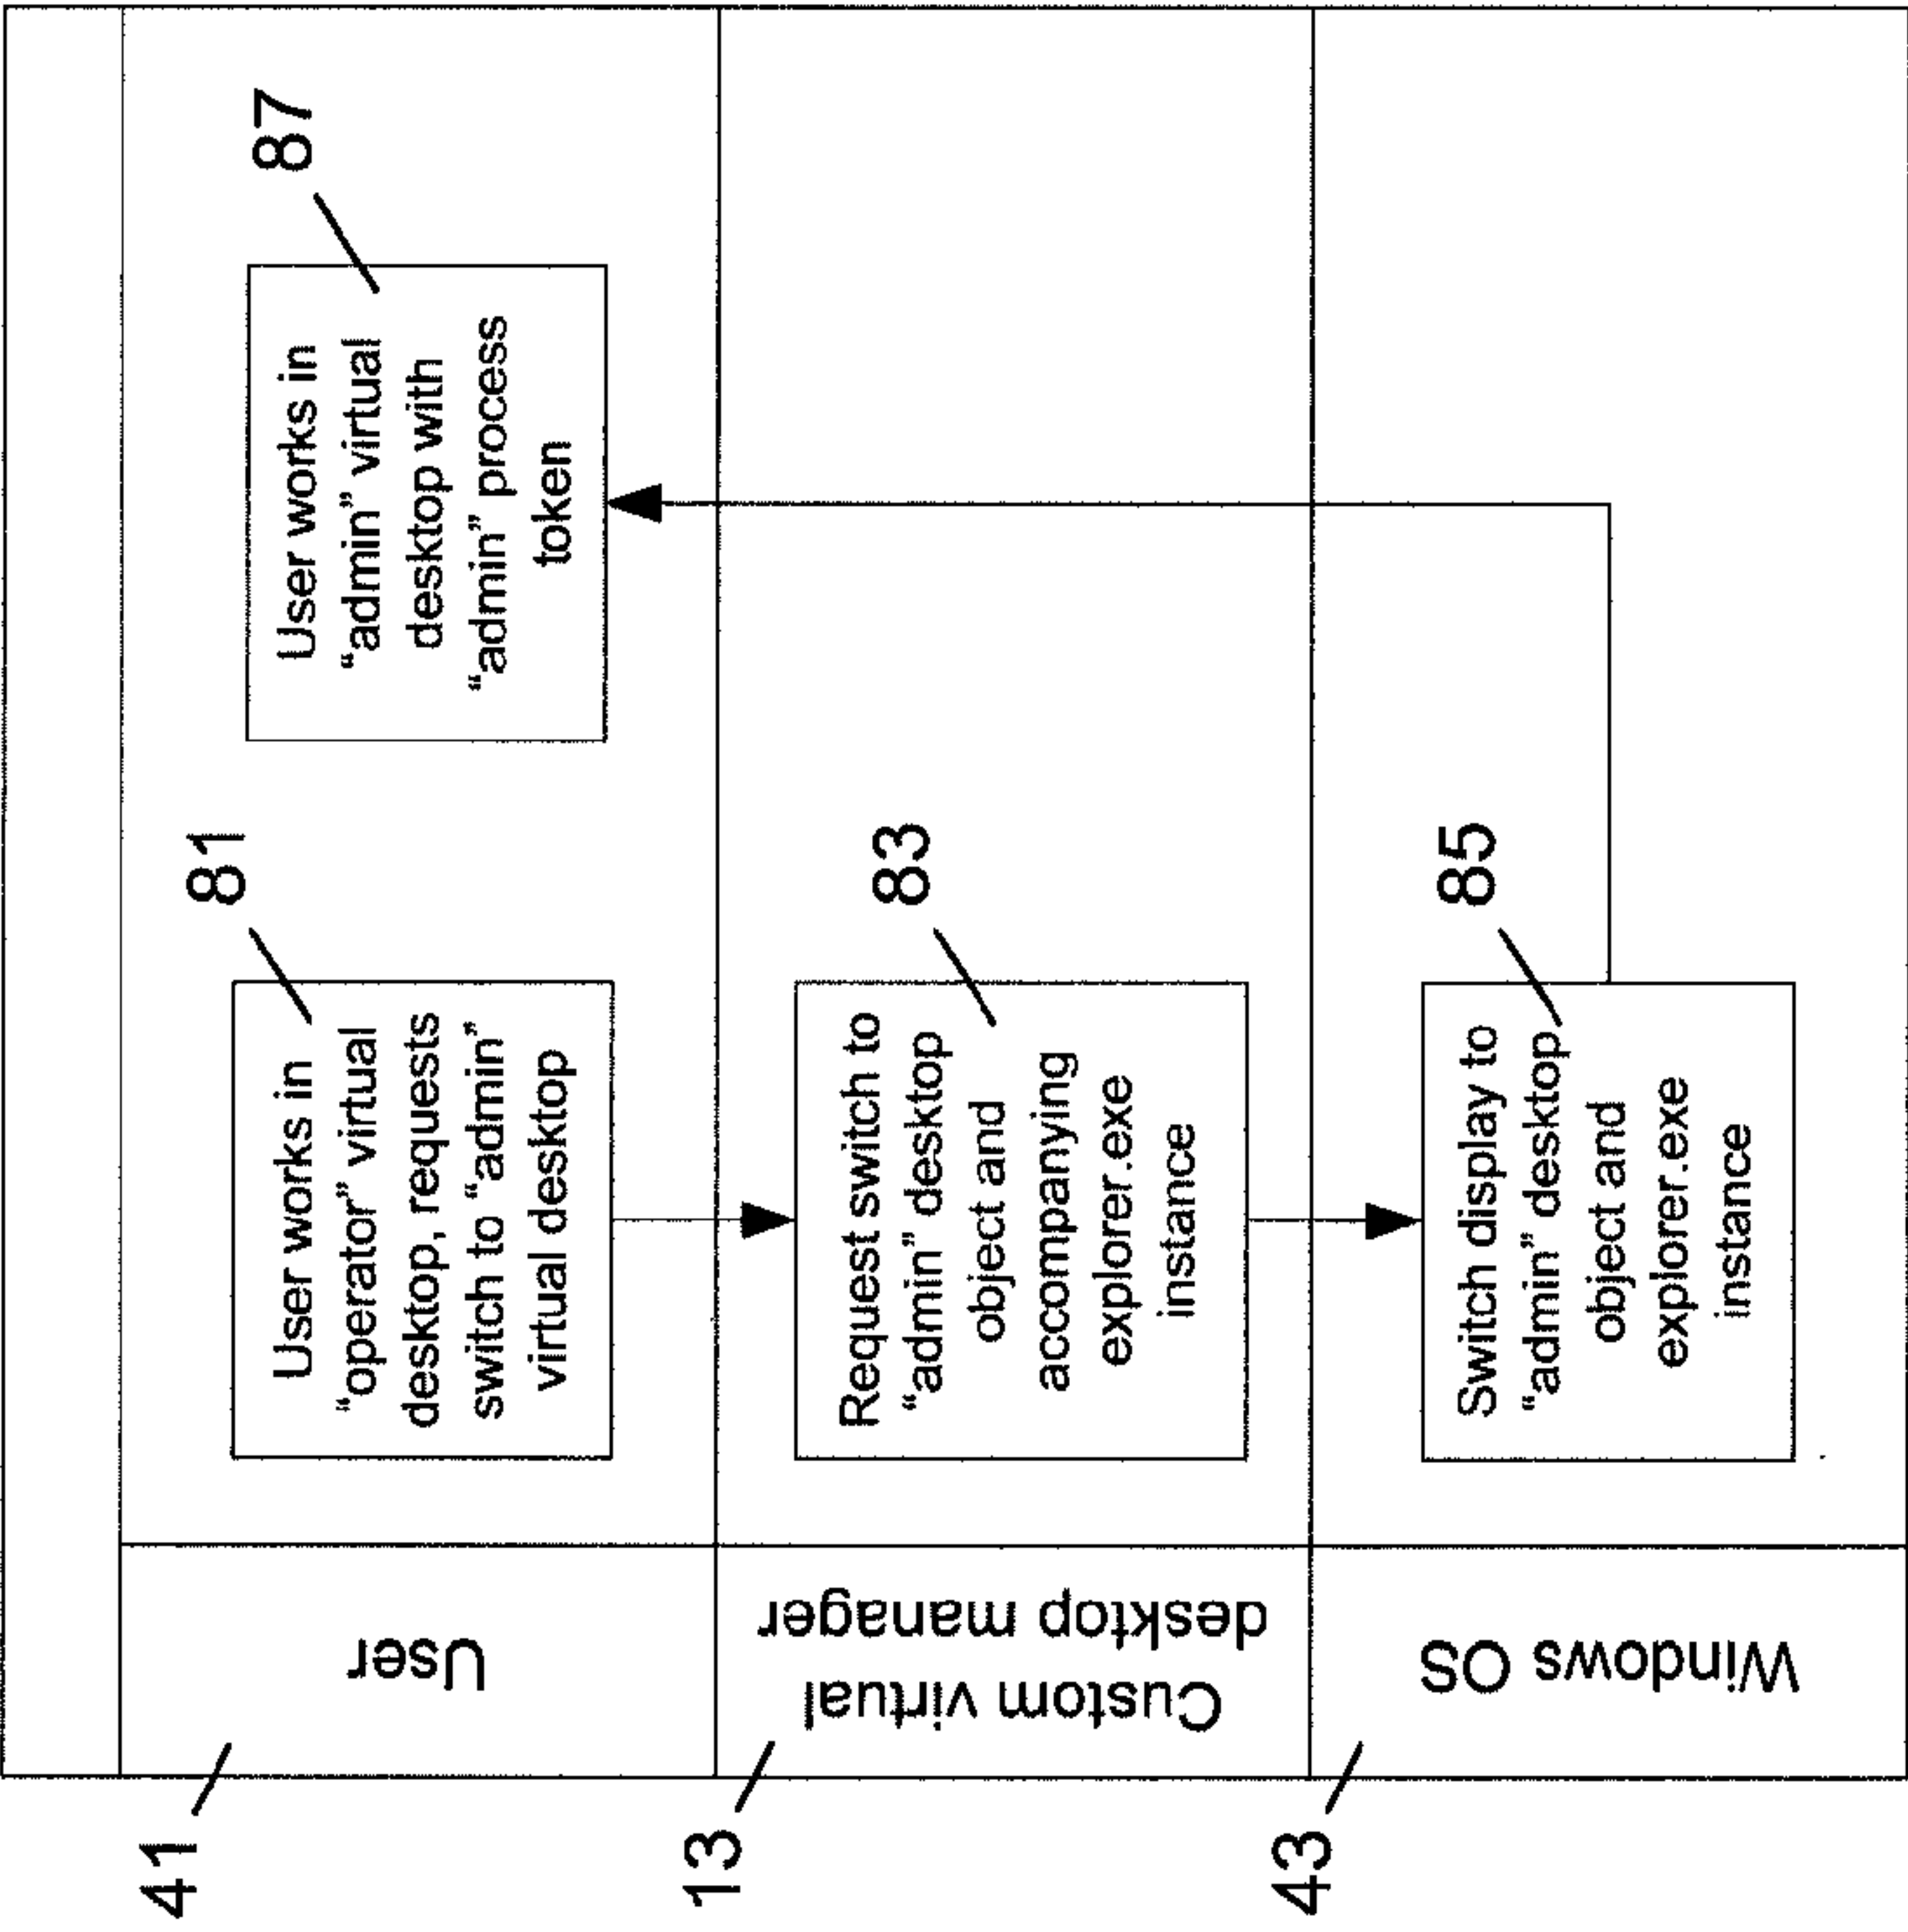 41
User
81
User works in
“operator” virtual
desktop, requests
switch to “admin”
virtual desktop
87
User works in
“admin” virtual
desktop with
“admin” process
token
13
Custom virtual
desktop manager
83
Request switch to
“admin” desktop
object and
accompanying
explorer.exe
instance
43
Windows OS
85
Switch display to
“admin” desktop
object and
explorer.exe
instance